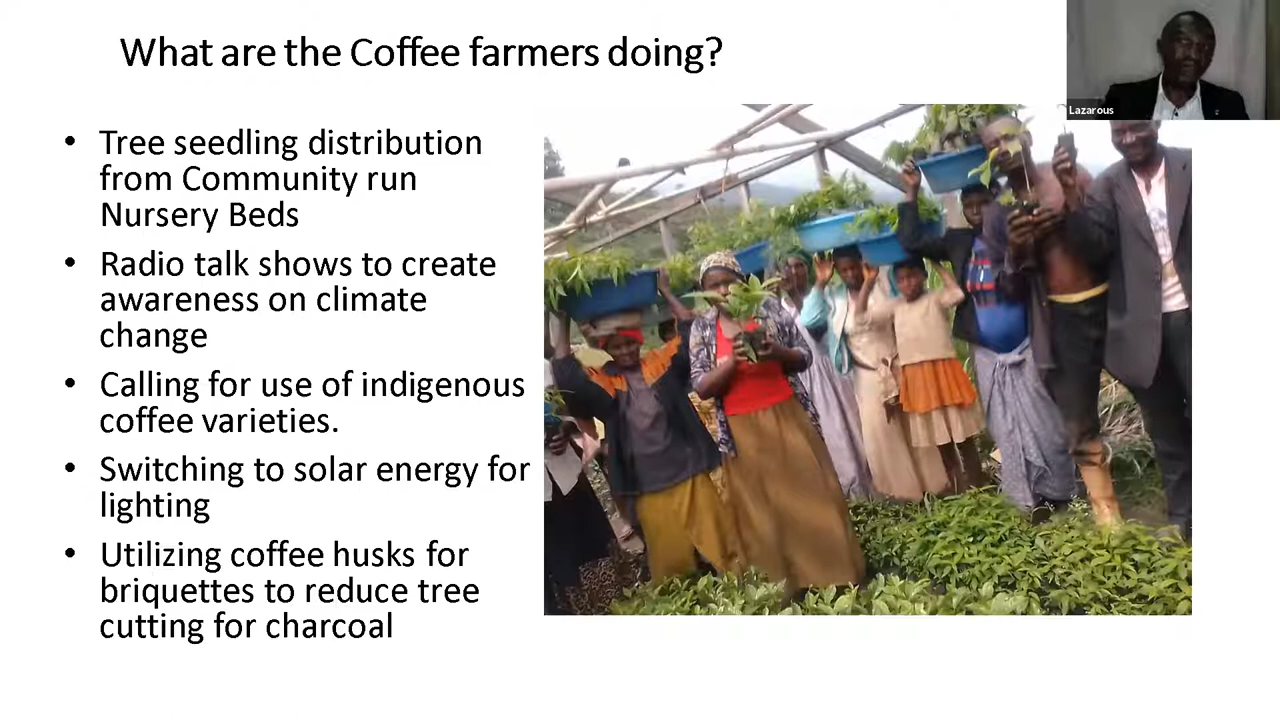 What are the Coffee farmers doing?
Lazarous
• Tree seedling distribution
from Community run
Nursery Beds
• Radio talk shows to create
awareness on climate
change
• Calling for use of indigenous
coffee varieties.
• Switching to solar energy for
lighting
• Utilizing coffee husks for
briquettes to reduce tree
cutting for charcoal